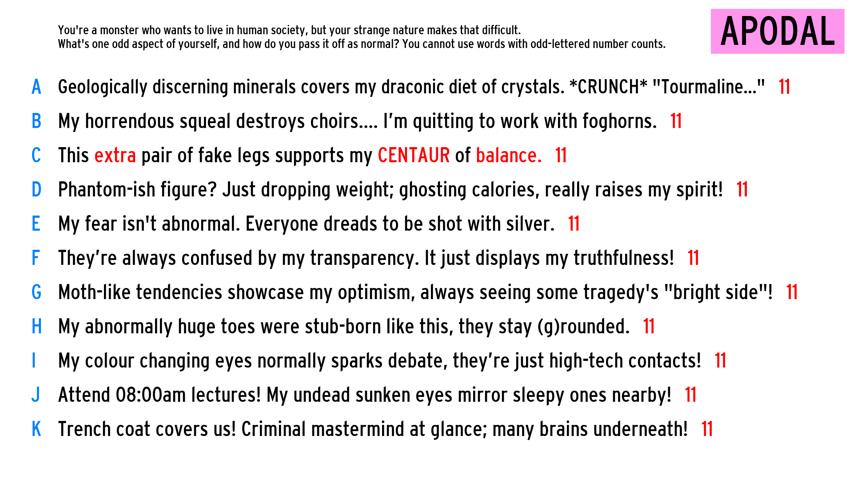 You're a monster who wants to live in human society, but your strange nature makes that difficult.
What's one odd aspect of yourself, and how do you pass it off as normal? You cannot use words with odd-lettered number counts.
APODAL
A Geologically discerning minerals covers my draconic diet of crystals. *CRUNCH* "Tourmaline..." 11
B My horrendous squeal destroys choirs.... I'm quitting to work with foghorns. 11
C This extra pair of fake legs supports my CENTAUR of balance. 11
D Phantom-ish figure? Just dropping weight; ghosting calories, really raises my spirit! 11
E My fear isn't abnormal. Everyone dreads to be shot with silver. 11
F They're always confused by my transparency. It just displays my truthfulness! 11
G Moth-like tendencies showcase my optimism, always seeing some tragedy's "bright side"! 11
H My abnormally huge toes were stub-born like this, they stay (g)rounded. 11
I My colour changing eyes normally sparks debate, they're just high-tech contacts! 11
J Attend 08:00am lectures! My undead sunken eyes mirror sleepy ones nearby! 11
K Trench coat covers us! Criminal mastermind at glance; many brains underneath! 11